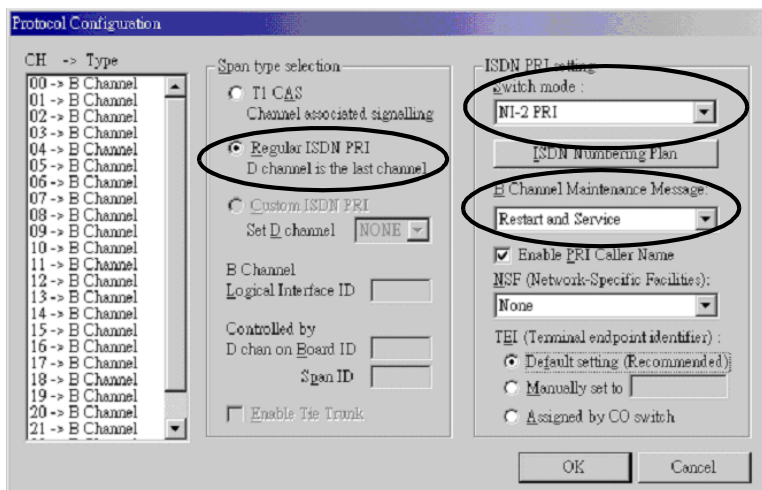 Protocol Configuration
CH -> Type
00 -> B Channel
01 -> B Channel
02 -> B Channel
03 -> B Channel
04 -> B Channel
05 -> B Channel
06 -> B Channel
07 -> B Channel
08 -> B Channel
09 -> B Channel
10 -> B Channel
11 -> B Channel
12 -> B Channel
13 -> B Channel
14 -> B Channel
15 -> B Channel
16 -> B Channel
17 -> B Channel
18 -> B Channel
19 -> B Channel
20 -> B Channel
21 -> B Channel
Span type selection
T1 CAS
Channel associated signalling
Regular ISDN PRI
D channel is the last channel
Custom ISDN PRI
Set D channel NONE
B Channel
Logical Interface ID
Controlled by
D chan on Board ID
Span ID
Enable Tie Trunk
ISDN PRI setting
Switch mode :
NI-2 PRI
ISDN Numbering Plan
B Channel Maintenance Message:
Restart and Service
Enable PRI Caller Name
NSF (Network-Specific Facilities):
None
TEI (Terminal endpoint identifier) :
Default setting (Recommended)
Manually set to
Assigned by CO switch
OK
Cancel